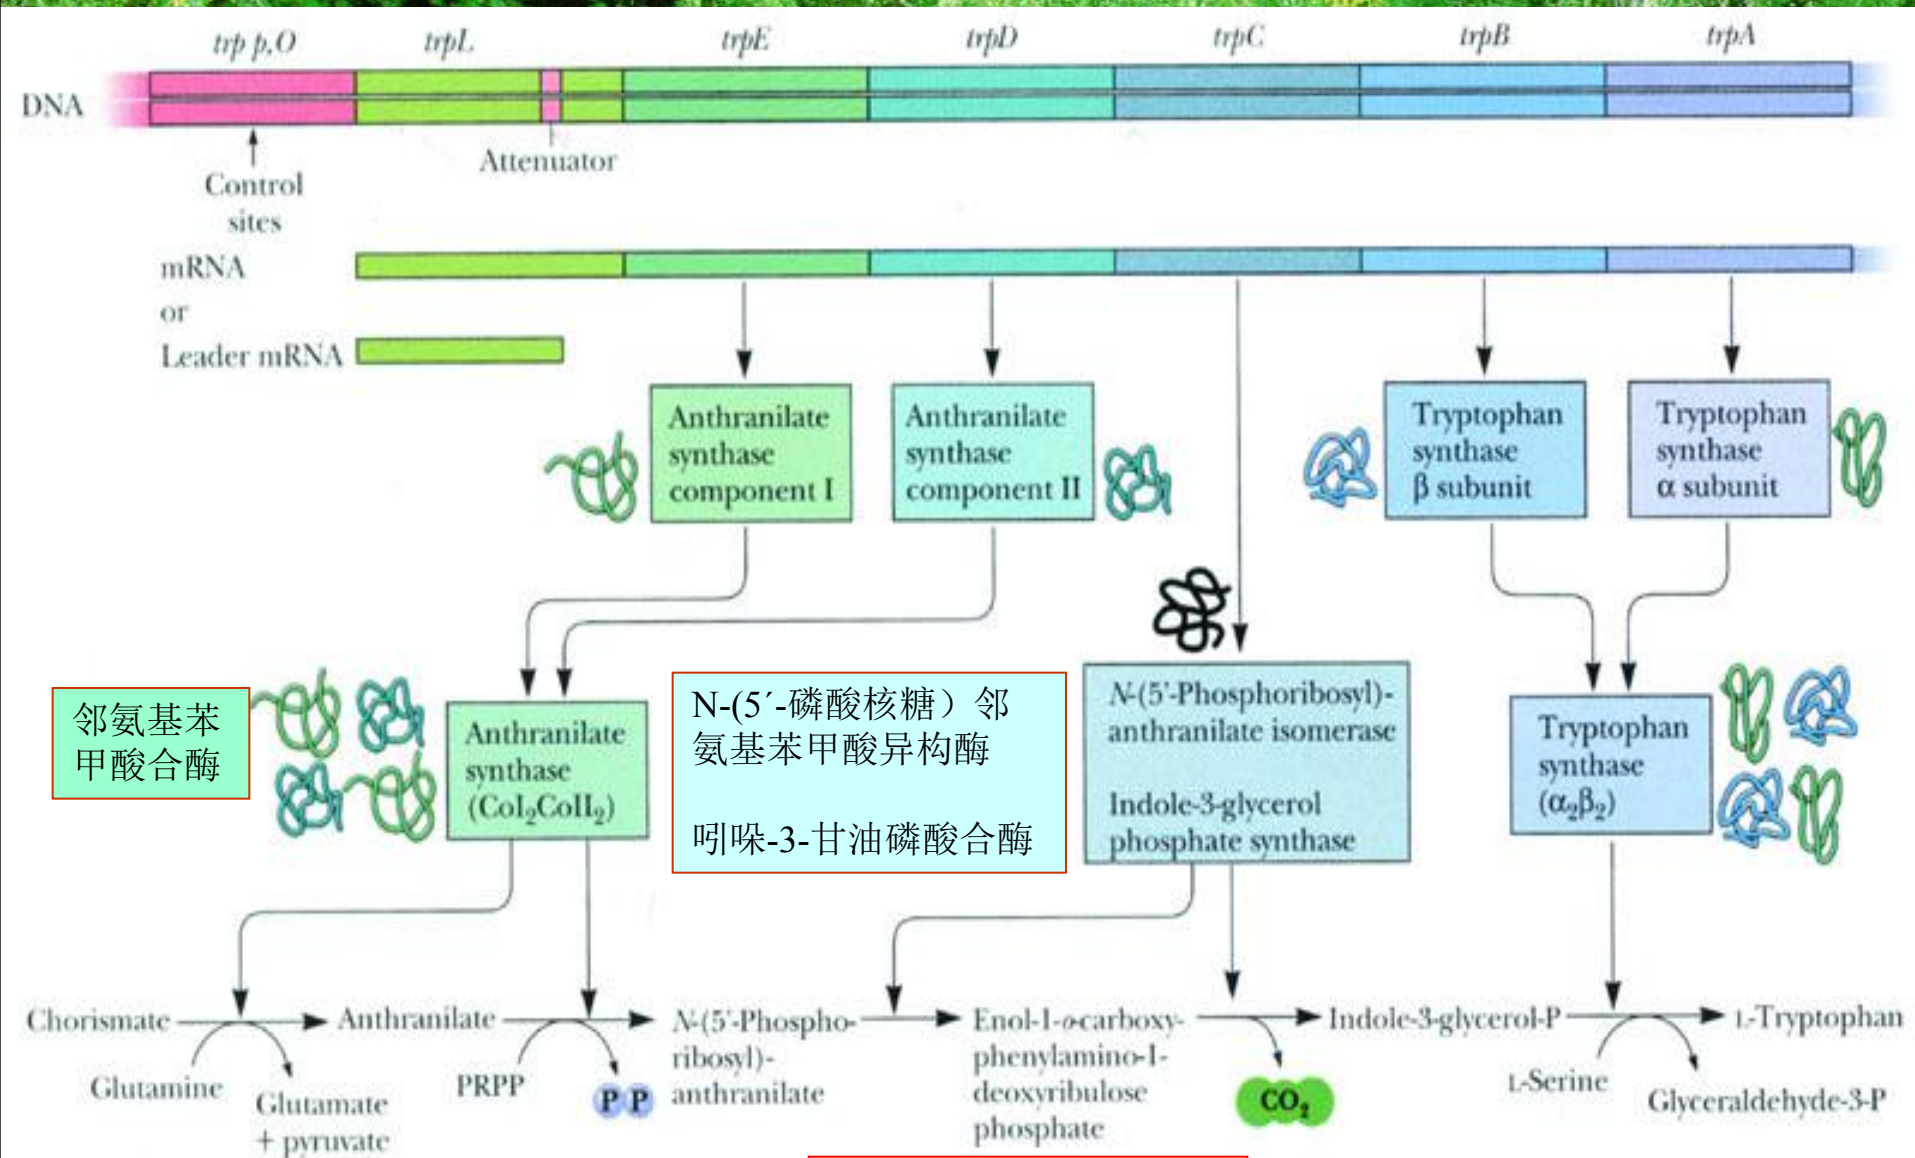 trp p,O
trpL
trpE
trpD
trpC
trpB
trpA
DNA
Attenuator
Control
sites
mRNA
or
Leader mRNA
Anthranilate
synthase
component I
Anthranilate
synthase
component II
Tryptophan
synthase
β subunit
Tryptophan
synthase
α subunit
邻氨基苯
甲酸合酶
Anthranilate
synthase
(CoI₂CoII₂)
N-(5´-磷酸核糖）邻
氨基苯甲酸异构酶
吲哚-3-甘油磷酸合酶
N-(5'-Phosphoribosyl)-
anthranilate isomerase
Indole-3-glycerol
phosphate synthase
Tryptophan
synthase
(α₂β₂)
Chorismate
Glutamine
Glutamate
+ pyruvate
Anthranilate
PRPP
P P
N-(5'-Phospho-
ribosyl)-
anthranilate
Enol-1-o-carboxy-
phenylamino-1-
deoxyribulose
phosphate
CO₂
Indole-3-glycerol-P
L-Serine
Glyceraldehyde-3-P
L-Tryptophan